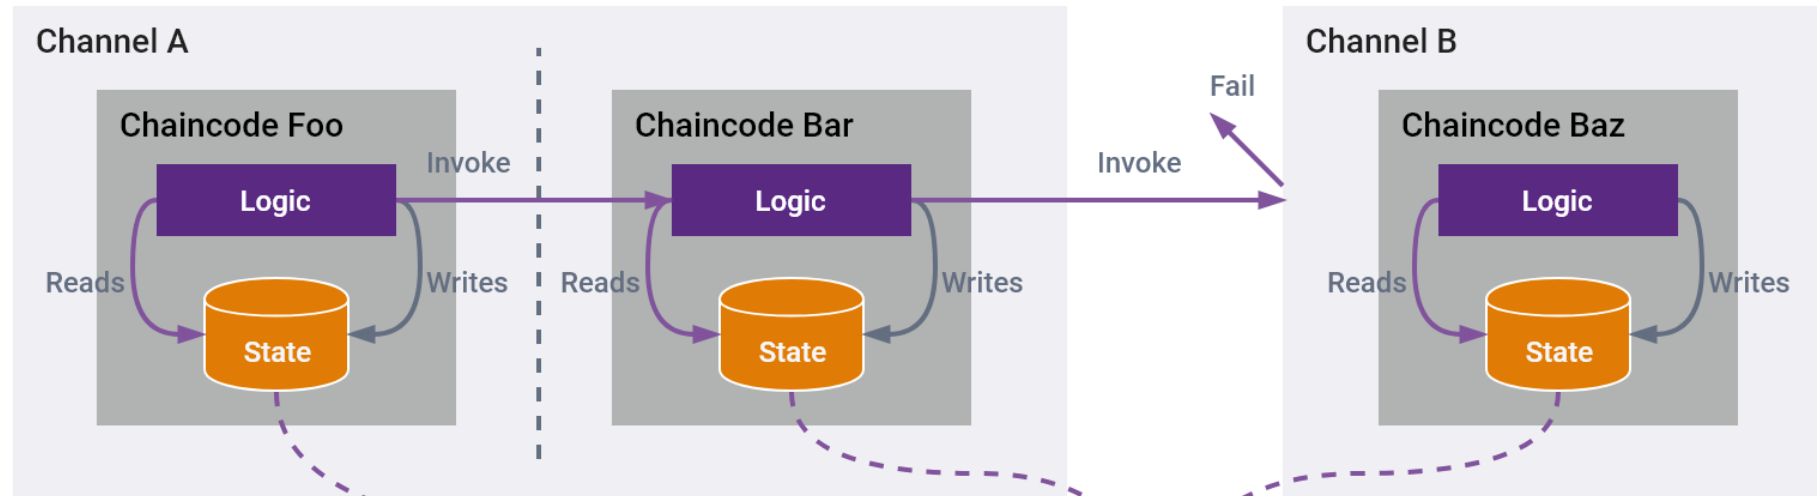 Channel A
Channel B
Fail
Chaincode Foo
Chaincode Bar
Chaincode Baz
Invoke
Invoke
Logic
Logic
Logic
Reads
Writes
Reads
Writes
Reads
Writes
State
State
State